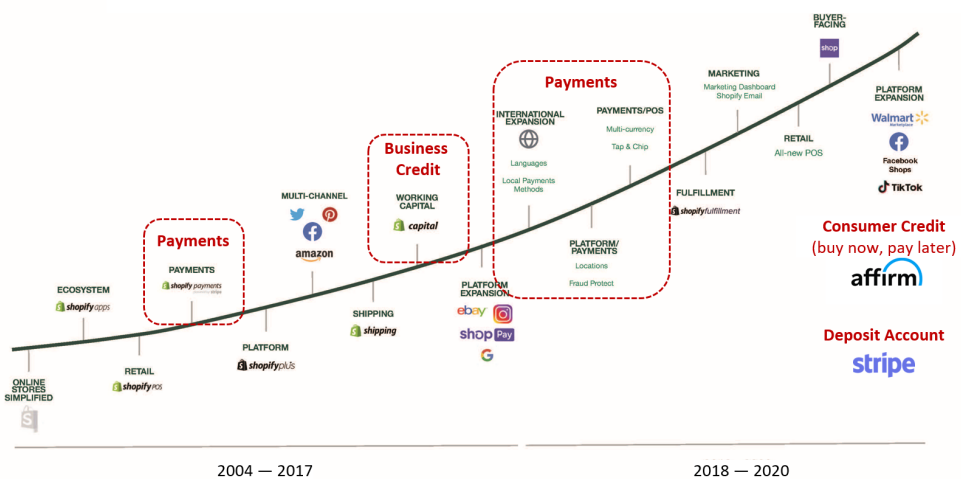 ONLINE
STORES
SIMPLIFIED
ECOSYSTEM
shopify apps
RETAIL
shopify POS
Payments
PAYMENTS
shopify payments
PLATFORM
shopifyplus
MULTI-CHANNEL
amazon
SHIPPING
shipping
Business
Credit
WORKING
CAPITAL
capital
PLATFORM
EXPANSION
ebay
shop Pay
G
Payments
INTERNATIONAL
EXPANSION
Languages
Local Payments
Methods
PAYMENTS/POS
Multi-currency
Tap & Chip
PLATFORM/
PAYMENTS
Locations
Fraud Protect
FULFILLMENT
shopify fulfillment
MARKETING
Marketing Dashboard
Shopify Email
RETAIL
All-new POS
BUYER-
FACING
shop
PLATFORM
EXPANSION
Walmart
Marketplace
Facebook
Shops
TikTok
Consumer Credit
(buy now, pay later)
affirm
Deposit Account
stripe
2004 — 2017
2018 — 2020